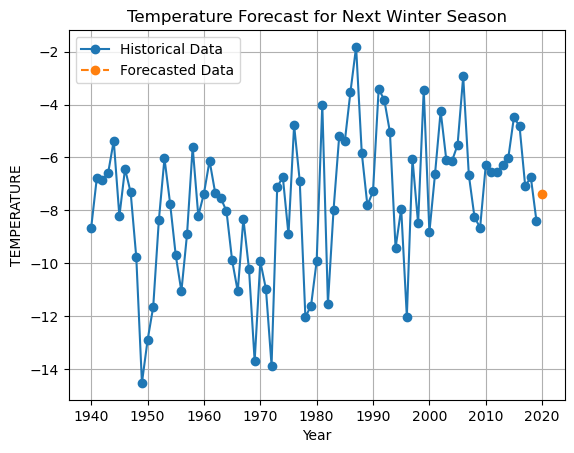 Temperature Forecast for Next Winter Season
Historical Data
Forecasted Data
TEMPERATURE
−2
−4
−6
−8
−10
−12
−14
1940 1950 1960 1970 1980 1990 2000 2010 2020
Year